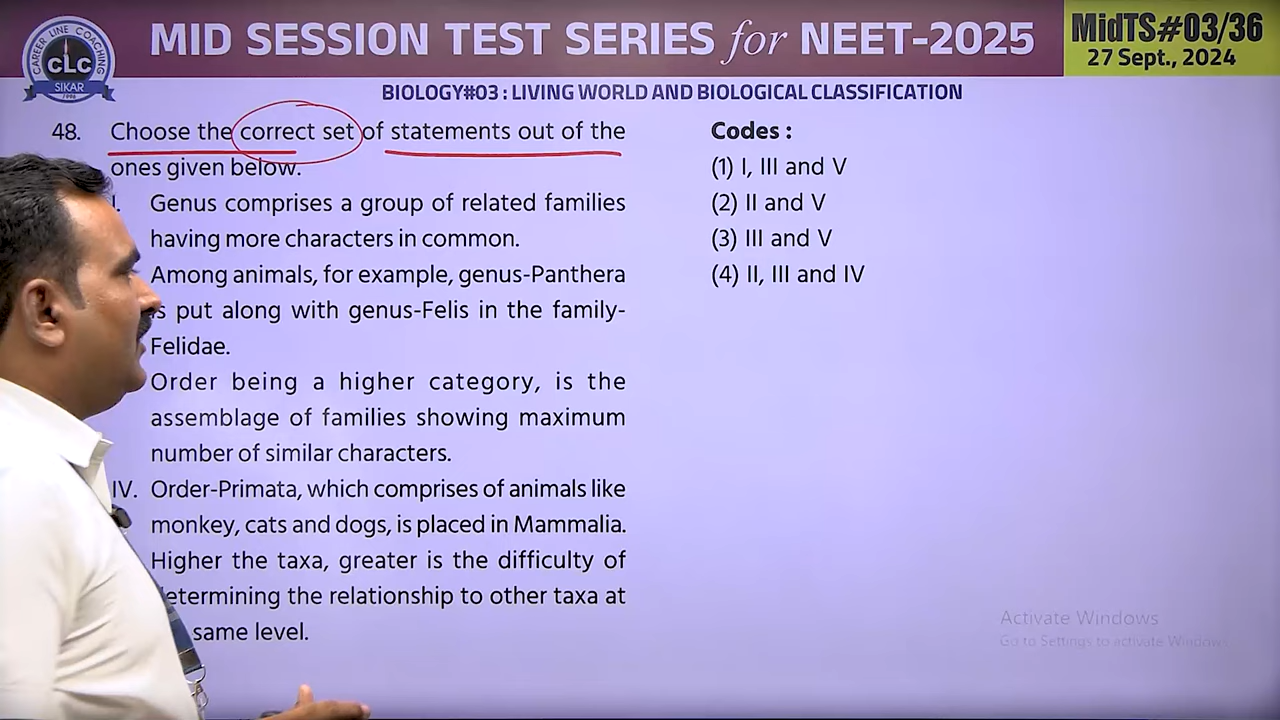 MID SESSION TEST SERIES for NEET-2025
MidTS#03/36
27 Sept., 2024
CAREER LINE COACHING
CLC
SIKAR
BIOLOGY#03 : LIVING WORLD AND BIOLOGICAL CLASSIFICATION
48. Choose the correct set of statements out of the
ones given below.
I. Genus comprises a group of related families
having more characters in common.
Among animals, for example, genus-Panthera
is put along with genus-Felis in the family-
Felidae.
Order being a higher category, is the
assemblage of families showing maximum
number of similar characters.
IV. Order-Primata, which comprises of animals like
monkey, cats and dogs, is placed in Mammalia.
Higher the taxa, greater is the difficulty of
determining the relationship to other taxa at
same level.
Codes :
(1) I, III and V
(2) II and V
(3) III and V
(4) II, III and IV
Activate Windows
Go to Settings to activate Windows.